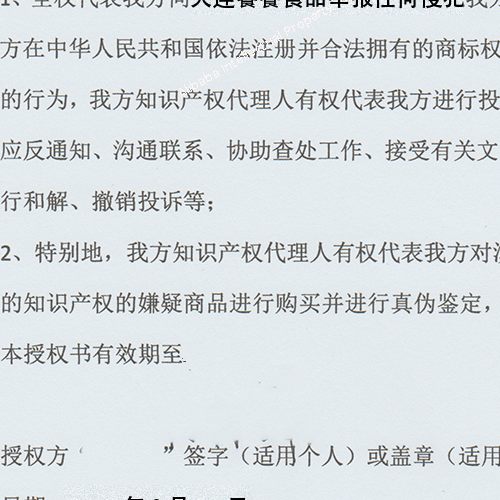 1、全权代表我方向大连餐餐食品举报任何侵犯我方
方在中华人民共和国依法注册并合法拥有的商标权
的行为，我方知识产权代理人有权代表我方进行投
应反通知、沟通联系、协助查处工作、接受有关文
行和解、撤销投诉等；
2、特别地，我方知识产权代理人有权代表我方对
的知识产权的嫌疑商品进行购买并进行真伪鉴定，
本授权书有效期至
授权方 ” 签字（适用个人）或盖章（适用